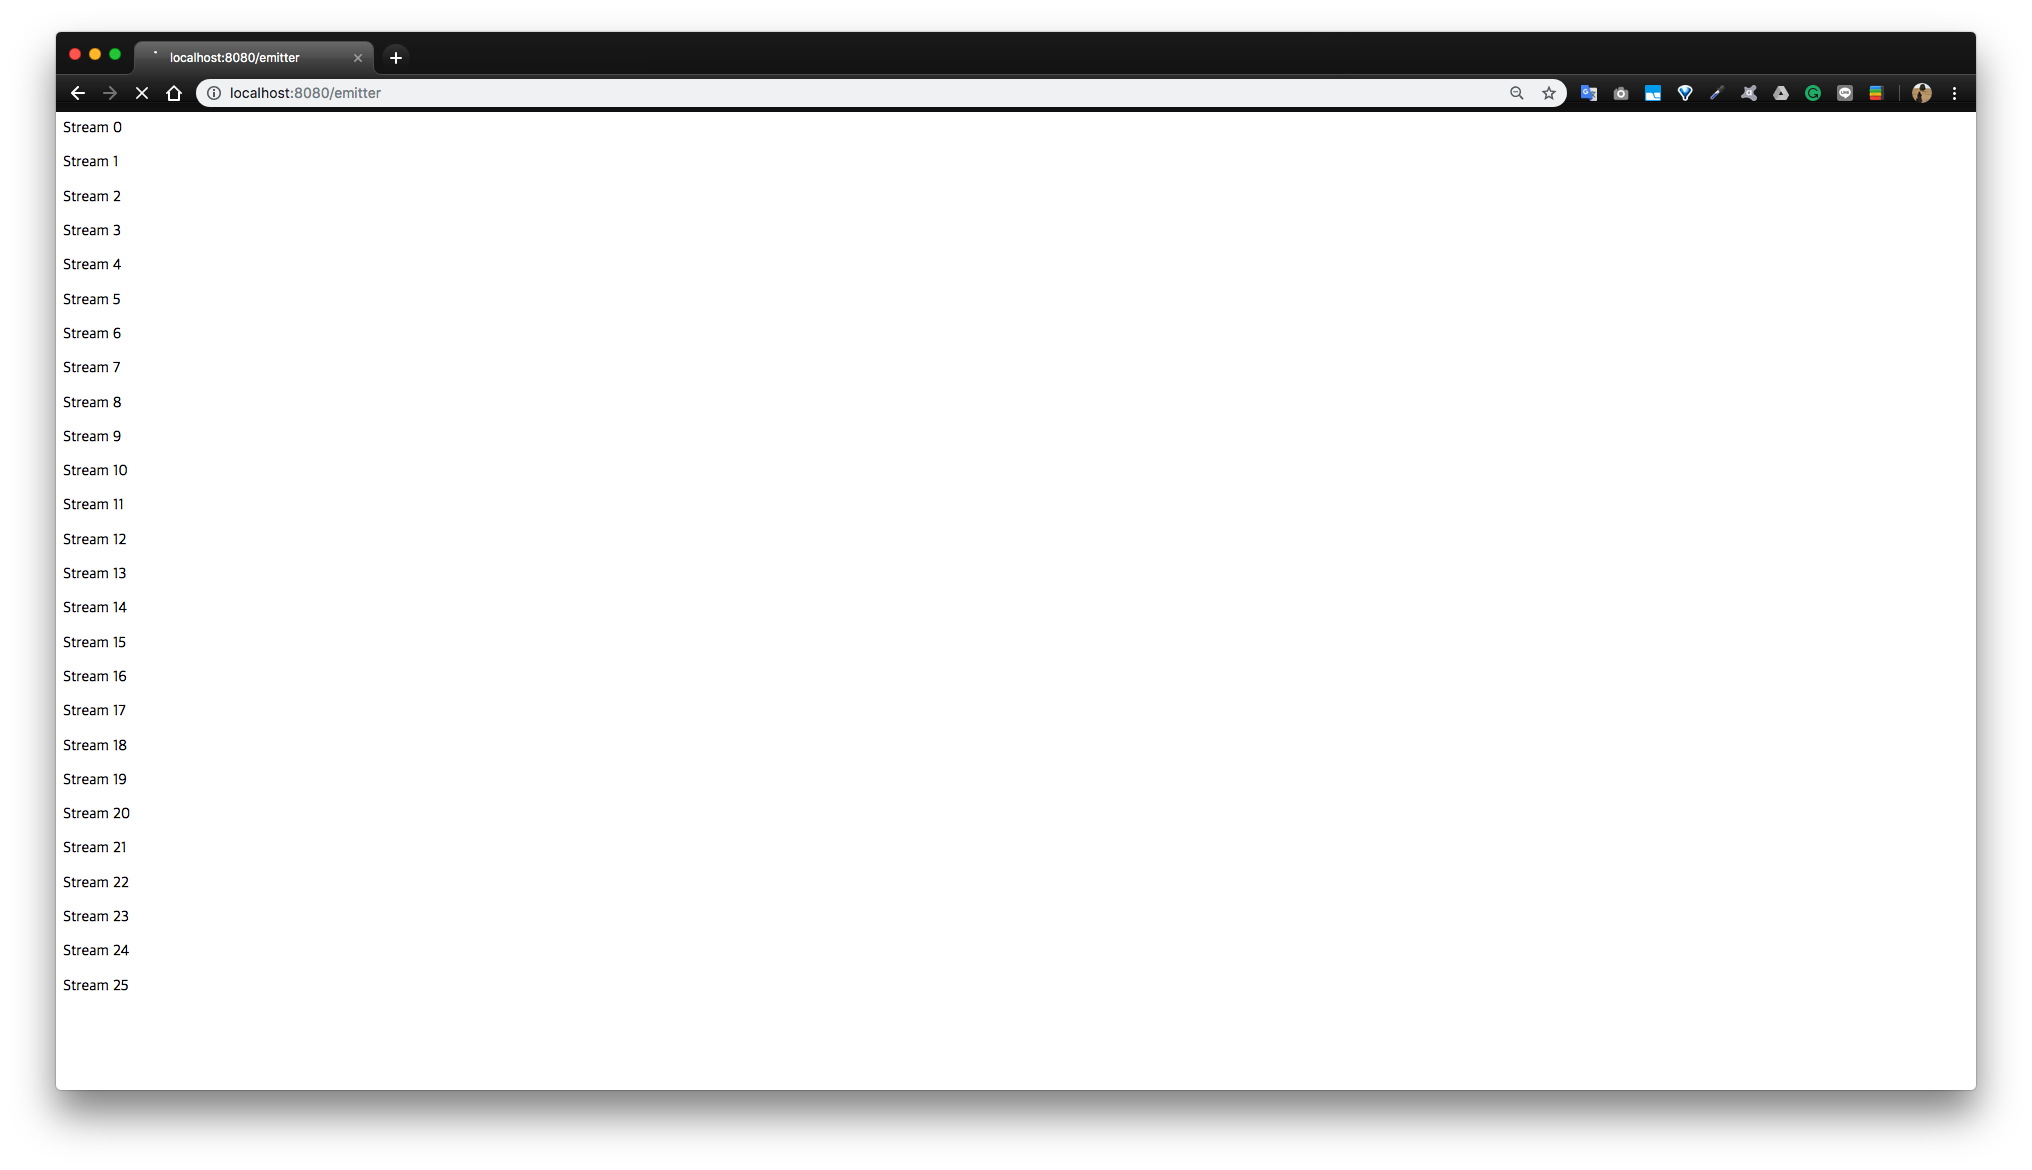 localhost:8080/emitter
localhost:8080/emitter
Stream 0
Stream 1
Stream 2
Stream 3
Stream 4
Stream 5
Stream 6
Stream 7
Stream 8
Stream 9
Stream 10
Stream 11
Stream 12
Stream 13
Stream 14
Stream 15
Stream 16
Stream 17
Stream 18
Stream 19
Stream 20
Stream 21
Stream 22
Stream 23
Stream 24
Stream 25